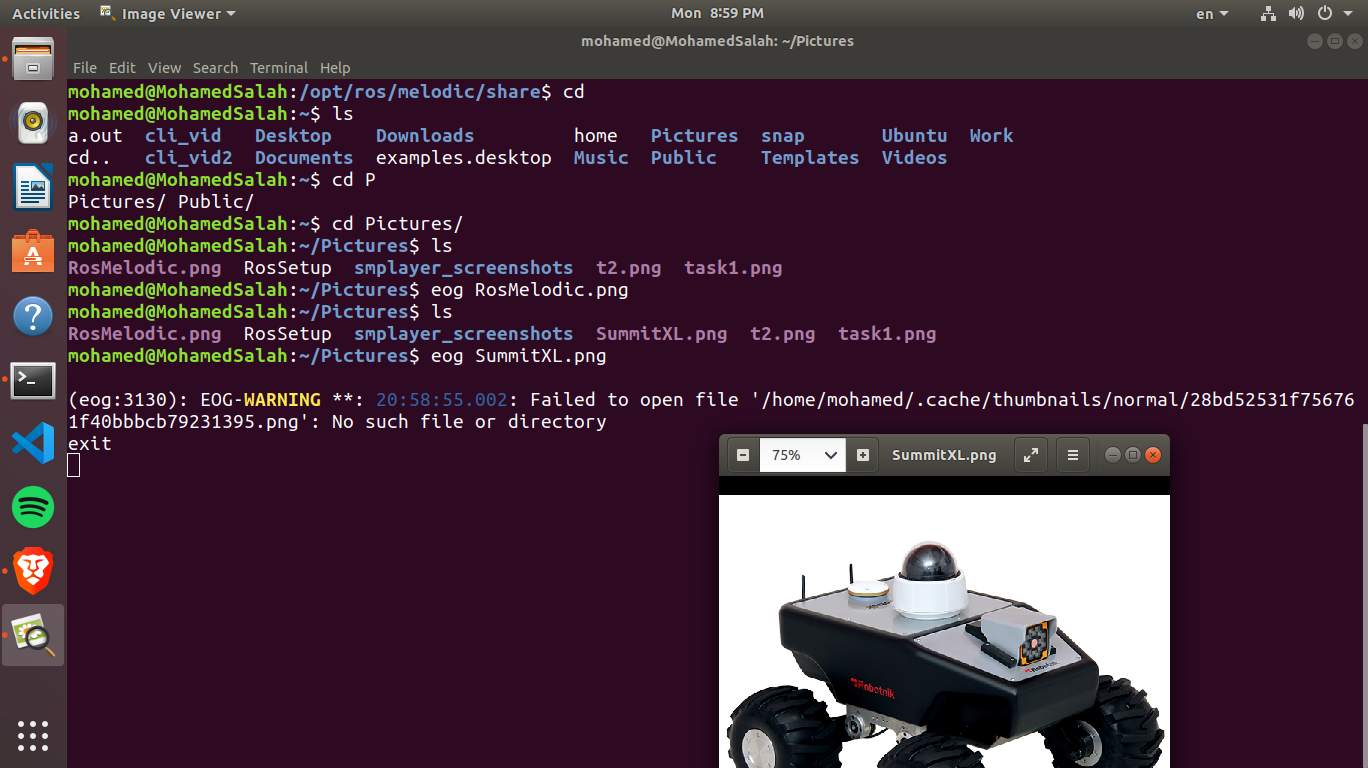 Activities Image Viewer Mon 8:59 PM en
mohamed@MohamedSalah: ~/Pictures
File Edit View Search Terminal Help
mohamed@MohamedSalah:/opt/ros/melodic/share$ cd
mohamed@MohamedSalah:~$ ls
a.out cli_vid Desktop Downloads home Pictures snap Ubuntu Work
cd.. cli_vid2 Documents examples.desktop Music Public Templates Videos
mohamed@MohamedSalah:~$ cd P
Pictures/ Public/
mohamed@MohamedSalah:~$ cd Pictures/
mohamed@MohamedSalah:~/Pictures$ ls
RosMelodic.png RosSetup smplayer_screenshots t2.png task1.png
mohamed@MohamedSalah:~/Pictures$ eog RosMelodic.png
mohamed@MohamedSalah:~/Pictures$ ls
RosMelodic.png RosSetup smplayer_screenshots SummitXL.png t2.png task1.png
mohamed@MohamedSalah:~/Pictures$ eog SummitXL.png
(eog:3130): EOG-WARNING **: 20:58:55.002: Failed to open file '/home/mohamed/.cache/thumbnails/normal/28bd52531f75676
1f40bbbcb79231395.png': No such file or directory
exit
75% SummitXL.png
Robotnik